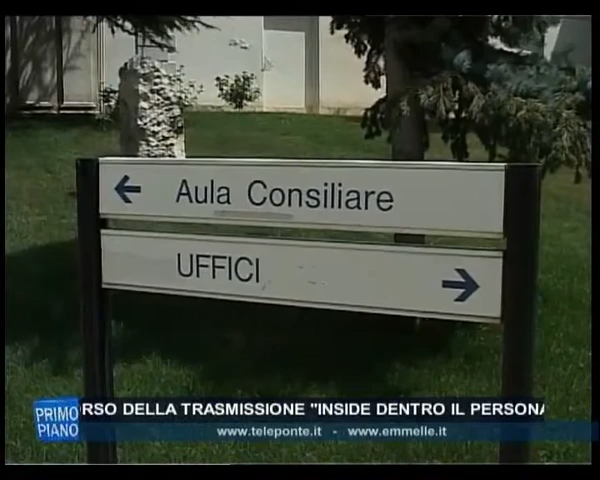 ← Aula Consiliare
UFFICI →
PRIMO PIANO
RSO DELLA TRASMISSIONE "INSIDE DENTRO IL PERSONA
www.teleponte.it - www.emmelle.it